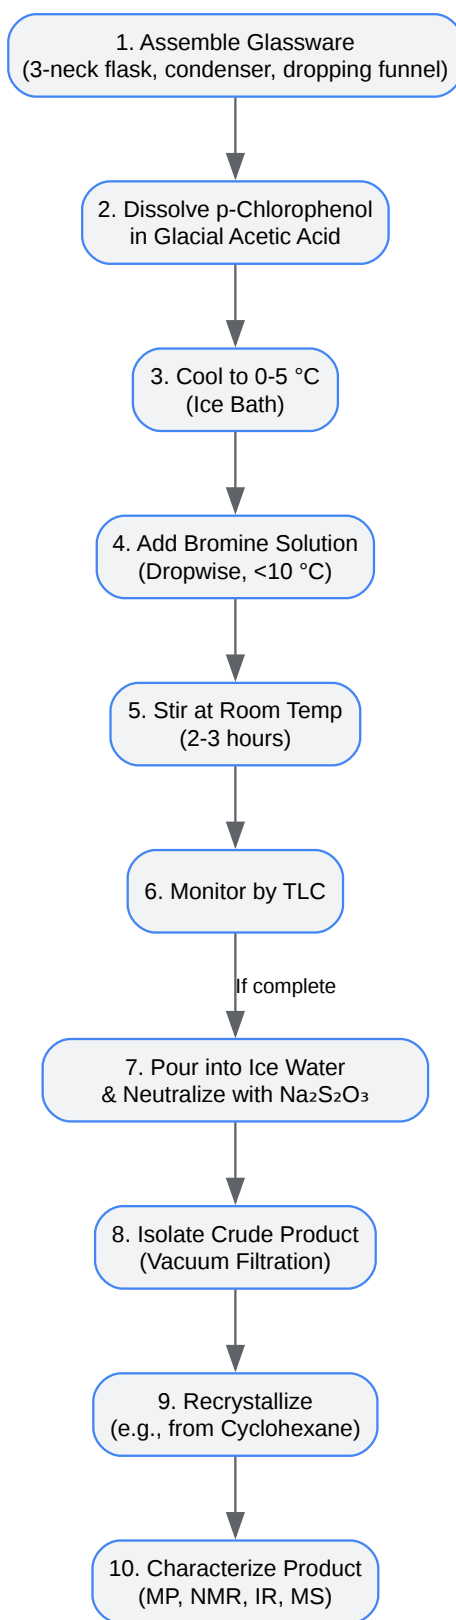 1. Assemble Glassware
(3-neck flask, condenser, dropping funnel)
2. Dissolve p-Chlorophenol
in Glacial Acetic Acid
3. Cool to 0-5 °C
(Ice Bath)
4. Add Bromine Solution
(Dropwise, <10 °C)
5. Stir at Room Temp
(2-3 hours)
6. Monitor by TLC
If complete
7. Pour into Ice Water
& Neutralize with Na₂S₂O₃
8. Isolate Crude Product
(Vacuum Filtration)
9. Recrystallize
(e.g., from Cyclohexane)
10. Characterize Product
(MP, NMR, IR, MS)